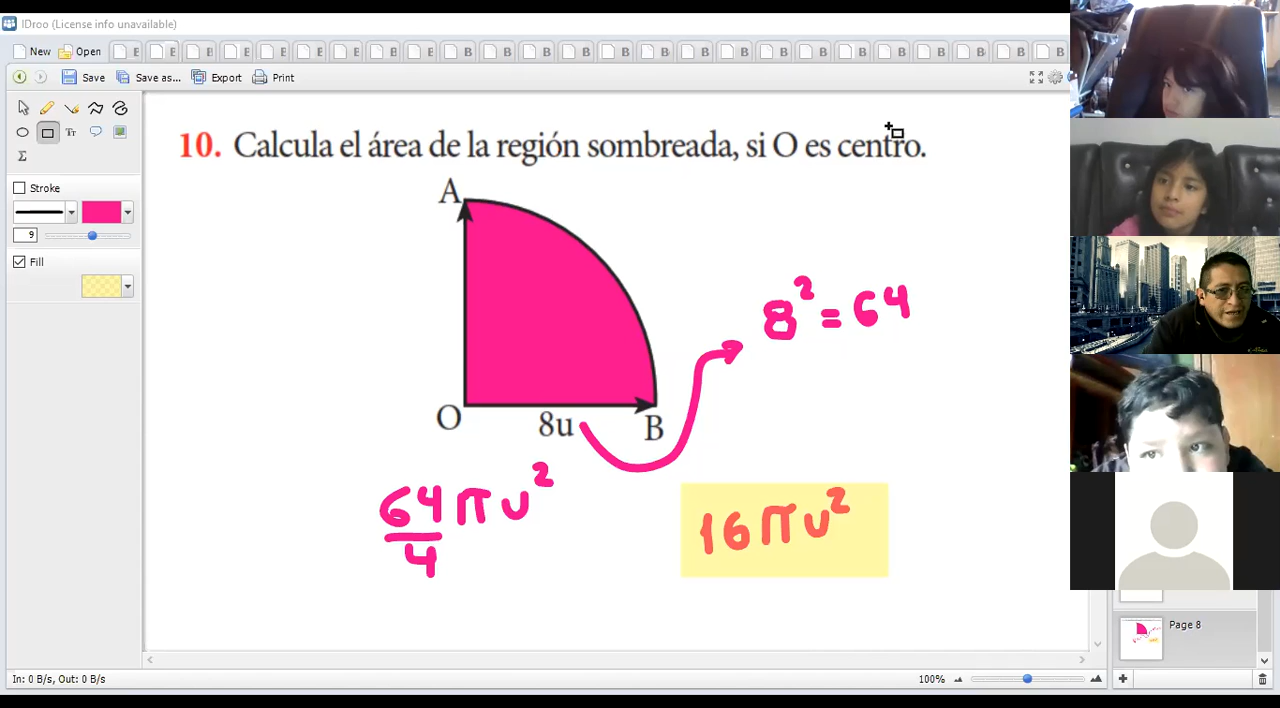 IDroo (License info unavailable)
New Open E E B E E E E E B B B B B B B B B B B B B B B B
Save Save as... Export Print
Tт
Σ
Stroke
9
Fill
10. Calcula el área de la región sombreada, si O es centro.
A
O 8u B
8² = 64
64/4 πu²
16πu²
Page 8
In: 0 B/s, Out: 0 B/s 100%